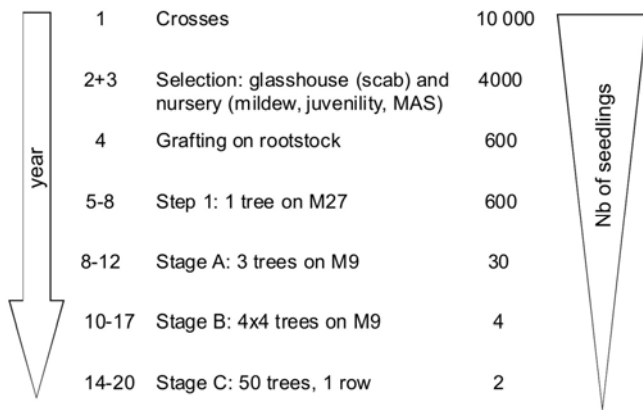 1 Crosses 10 000
2+3 Selection: glasshouse (scab) and 4000
nursery (mildew, juvenility, MAS)
4 Grafting on rootstock 600
year
5-8 Step 1: 1 tree on M27 600
Nb of seedlings
8-12 Stage A: 3 trees on M9 30
10-17 Stage B: 4x4 trees on M9 4
14-20 Stage C: 50 trees, 1 row 2